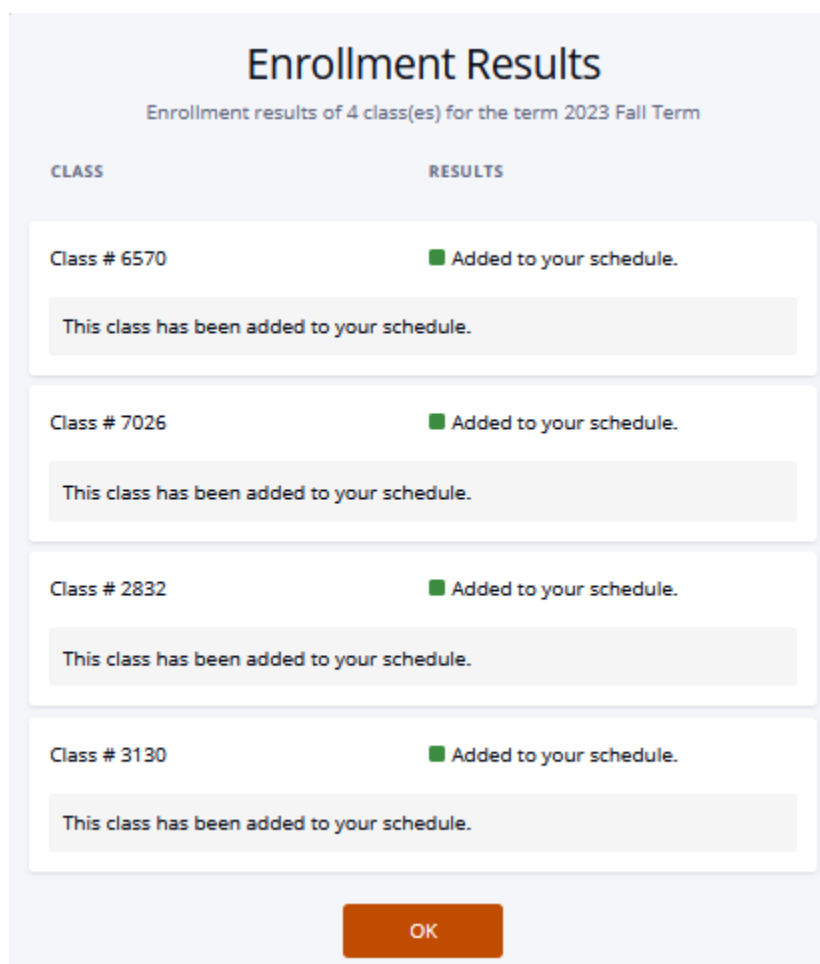 Enrollment Results
Enrollment results of 4 class(es) for the term 2023 Fall Term
CLASS RESULTS
Class # 6570 Added to your schedule.
This class has been added to your schedule.
Class # 7026 Added to your schedule.
This class has been added to your schedule.
Class # 2832 Added to your schedule.
This class has been added to your schedule.
Class # 3130 Added to your schedule.
This class has been added to your schedule.
OK